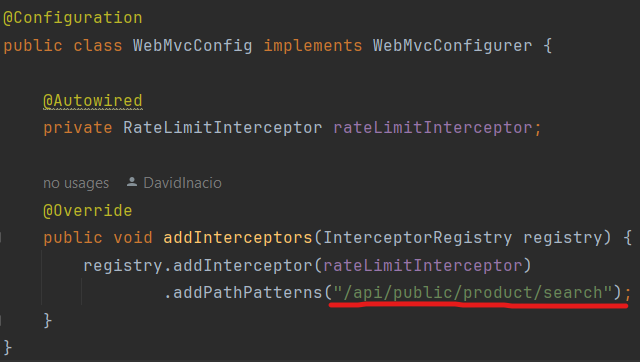 @Configuration
public class WebMvcConfig implements WebMvcConfigurer {
@Autowired
private RateLimitInterceptor rateLimitInterceptor;
no usages DavidInacio
@Override
public void addInterceptors(InterceptorRegistry registry) {
registry.addInterceptor(rateLimitInterceptor)
.addPathPatterns("/api/public/product/search");
}
}